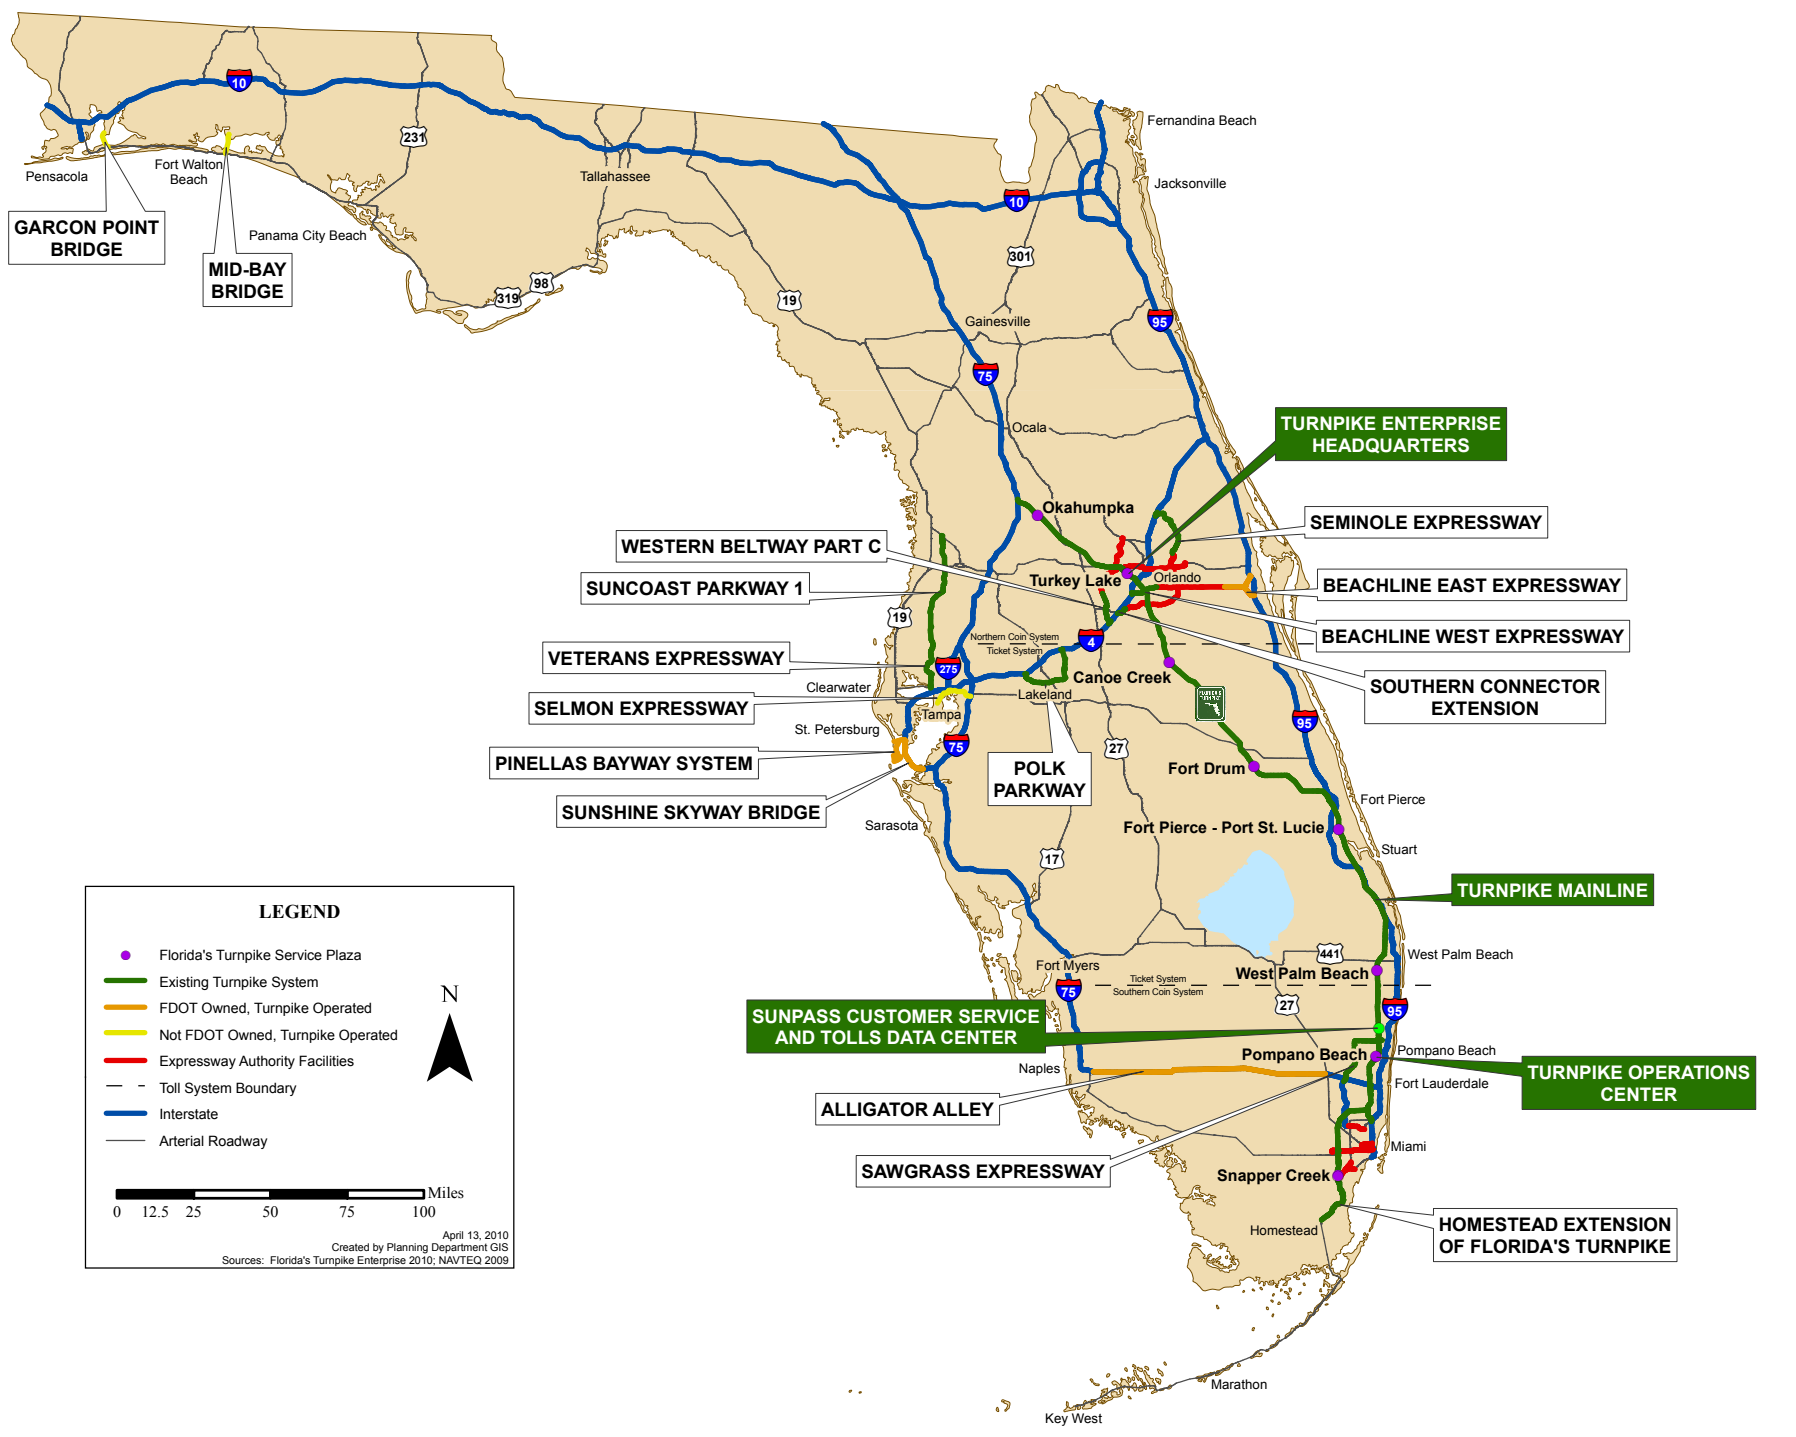 10
231
Pensacola
Fort Walton
Beach
GARCON POINT
BRIDGE
MID-BAY
BRIDGE
Panama City Beach
319
98
Tallahassee
19
Fernandina Beach
Jacksonville
10
301
95
Gainesville
75
Ocala
TURNPIKE ENTERPRISE
HEADQUARTERS
Okahumpka
SEMINOLE EXPRESSWAY
WESTERN BELTWAY PART C
Turkey Lake
Orlando
SUNCOAST PARKWAY 1
BEACHLINE EAST EXPRESSWAY
19
BEACHLINE WEST EXPRESSWAY
Northern Coin System
Ticket System
4
VETERANS EXPRESSWAY
275
Canoe Creek
Clearwater
Lakeland
SOUTHERN CONNECTOR
EXTENSION
SELMON EXPRESSWAY
Tampa
St. Petersburg
95
75
27
PINELLAS BAYWAY SYSTEM
POLK
PARKWAY
Fort Drum
SUNSHINE SKYWAY BRIDGE
Sarasota
Fort Pierce
Fort Pierce - Port St. Lucie
Stuart
17
TURNPIKE MAINLINE
441
West Palm Beach
Fort Myers
West Palm Beach
Ticket System
Southern Coin System
75
27
95
SUNPASS CUSTOMER SERVICE
AND TOLLS DATA CENTER
Pompano Beach
Pompano Beach
Naples
TURNPIKE OPERATIONS
CENTER
Fort Lauderdale
ALLIGATOR ALLEY
Miami
SAWGRASS EXPRESSWAY
Snapper Creek
Homestead
HOMESTEAD EXTENSION
OF FLORIDA'S TURNPIKE
Marathon
Key West
LEGEND
Florida's Turnpike Service Plaza
Existing Turnpike System
FDOT Owned, Turnpike Operated
Not FDOT Owned, Turnpike Operated
Expressway Authority Facilities
Toll System Boundary
Interstate
Arterial Roadway
N
Miles
0 12.5 25 50 75 100
April 13, 2010
Created by Planning Department GIS
Sources: Florida's Turnpike Enterprise 2010; NAVTEQ 2009